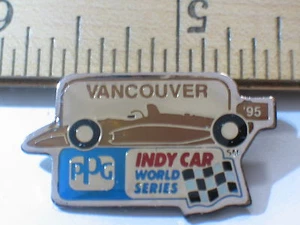 5
VANCOUVER
'95
PPG
INDY CAR
WORLD
SERIES